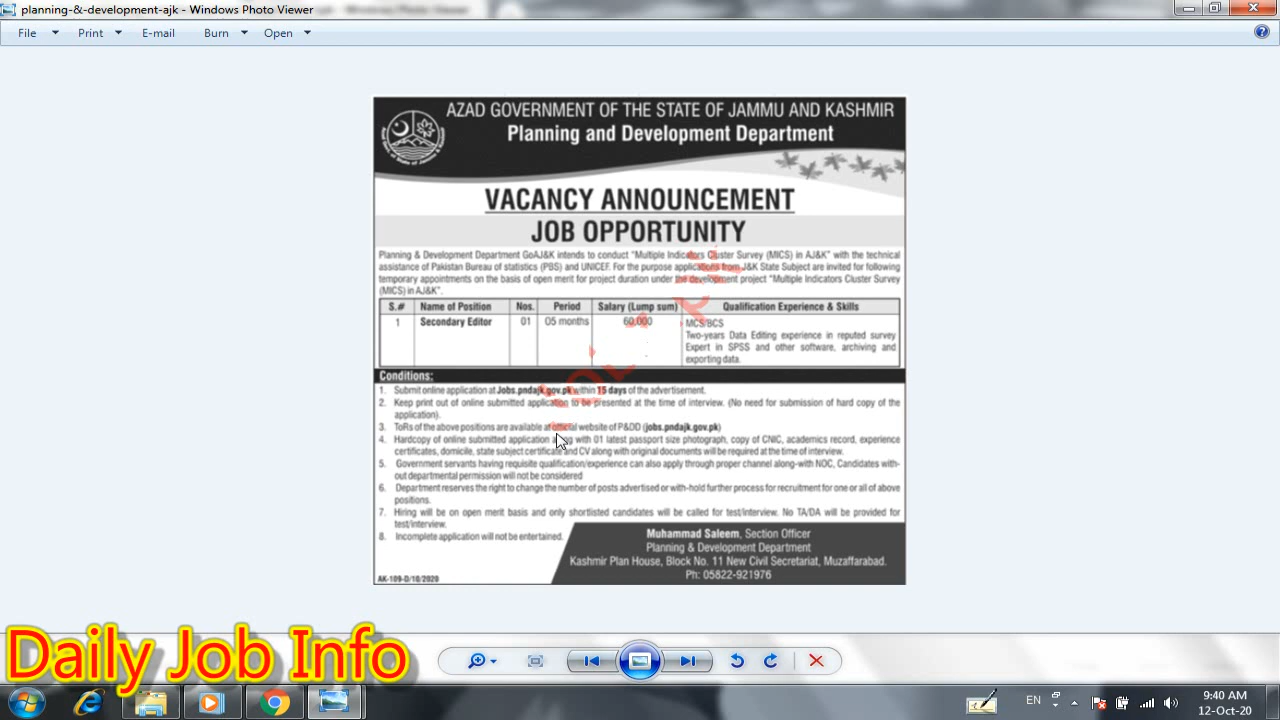 planning-&-development-ajk - Windows Photo Viewer
File Print E-mail Burn Open
AZAD GOVERNMENT OF THE STATE OF JAMMU AND KASHMIR
Planning and Development Department
VACANCY ANNOUNCEMENT
JOB OPPORTUNITY
Planning & Development Department GoAJ&K intends to conduct "Multiple Indicators Cluster Survey (MICS) in AJ&K" with the technical
assistance of Pakistan Bureau of statistics (PBS) and UNICEF. For the purpose applications from J&K State Subject are invited for following
temporary appointments on the basis of open merit for project duration under the development project "Multiple Indicators Cluster Survey
(MICS) in AJ&K".
S.# Name of Position Nos. Period Salary (Lump sum) Qualification Experience & Skills
1 Secondary Editor 01 05 months 60,000 MCS/BCS
Two-years Data Editing experience in reputed survey
Expert in SPSS and other software, archiving and
exporting data.
Conditions:
1. Submit online application at Jobs.pndajk.gov.pk within 15 days of the advertisement.
2. Keep print out of online submitted application to be presented at the time of interview. (No need for submission of hard copy of the
application).
3. ToRs of the above positions are available at official website of P&DD (jobs.pndajk.gov.pk)
4. Hardcopy of online submitted application along with 01 latest passport size photograph, copy of CNIC, academics record, experience
certificates, domicile, state subject certificate and CV along with original documents will be required at the time of interview.
5. Government servants having requisite qualification/experience can also apply through proper channel along-with NOC, Candidates with-
out departmental permission will not be considered
6. Department reserves the right to change the number of posts advertised or with-hold further process for recruitment for one or all of above
positions.
7. Hiring will be on open merit basis and only shortlisted candidates will be called for test/interview. No TA/DA will be provided for
test/interview.
8. Incomplete application will not be entertained.
Muhammad Saleem, Section Officer
Planning & Development Department
Kashmir Plan House, Block No. 11 New Civil Secretariat, Muzaffarabad.
Ph: 05822-921976
AK-109-D/10/2020
Daily Job Info
EN
9:40 AM
12-Oct-20